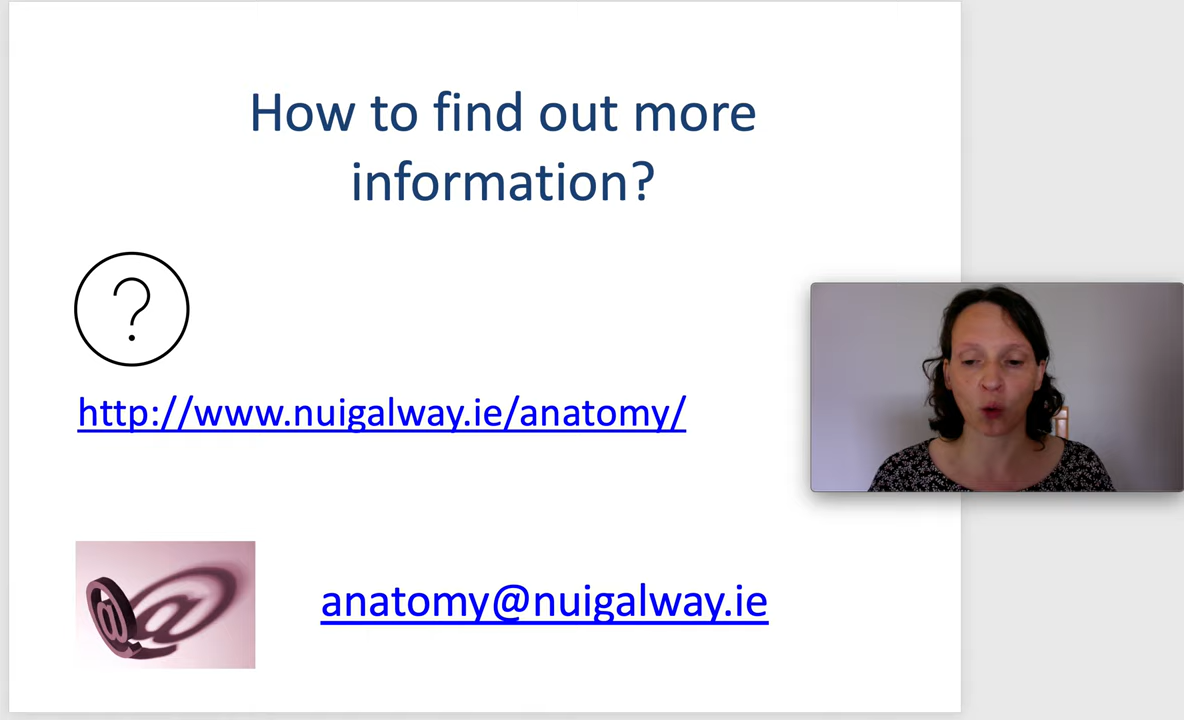 How to find out more
information?
?
http://www.nuigalway.ie/anatomy/
@ @
anatomy@nuigalway.ie